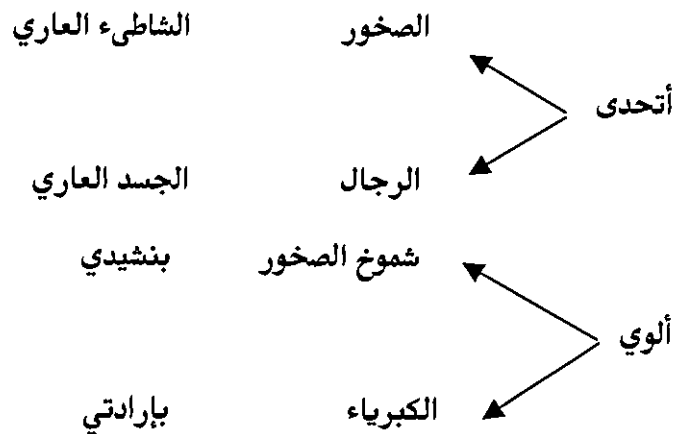 الصخور الشاطىء العاري
أتحدى
الرجال الجسد العاري
شموخ الصخور بنشيدي
ألوي
الكبرياء بإرادتي